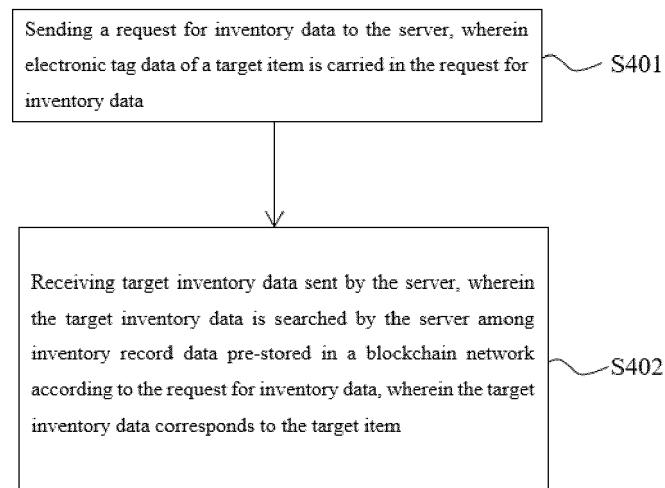 Sending a request for inventory data to the server, wherein
electronic tag data of a target item is carried in the request for
inventory data
S401
Receiving target inventory data sent by the server, wherein
the target inventory data is searched by the server among
inventory record data pre-stored in a blockchain network
according to the request for inventory data, wherein the target
inventory data corresponds to the target item
S402